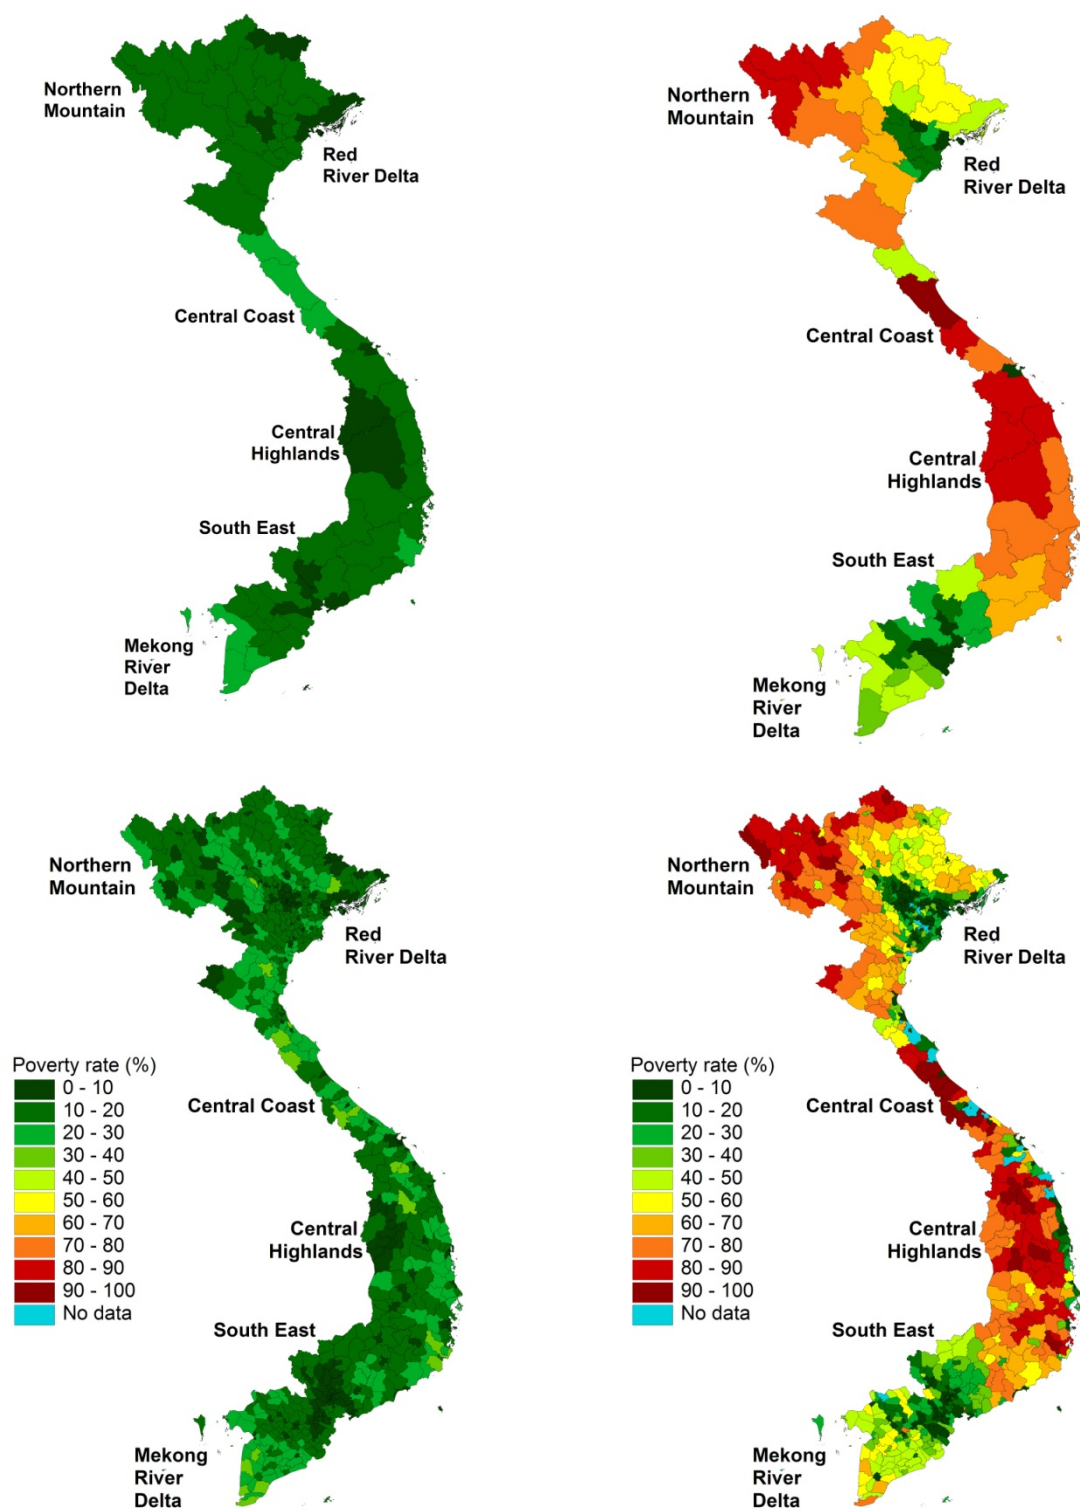 Northern
Mountain
Red
River Delta
Central Coast
Central
Highlands
South East
Mekong
River
Delta
Northern
Mountain
Red
River Delta
Central Coast
Central
Highlands
South East
Mekong
River
Delta
Northern
Mountain
Red
River Delta
Poverty rate (%)
0 - 10
10 - 20
20 - 30
30 - 40
40 - 50
50 - 60
60 - 70
70 - 80
80 - 90
90 - 100
No data
Central Coast
Central
Highlands
South East
Mekong
River
Delta
Northern
Mountain
Red
River Delta
Poverty rate (%)
0 - 10
10 - 20
20 - 30
30 - 40
40 - 50
50 - 60
60 - 70
70 - 80
80 - 90
90 - 100
No data
Central Coast
Central
Highlands
South East
Mekong
River
Delta